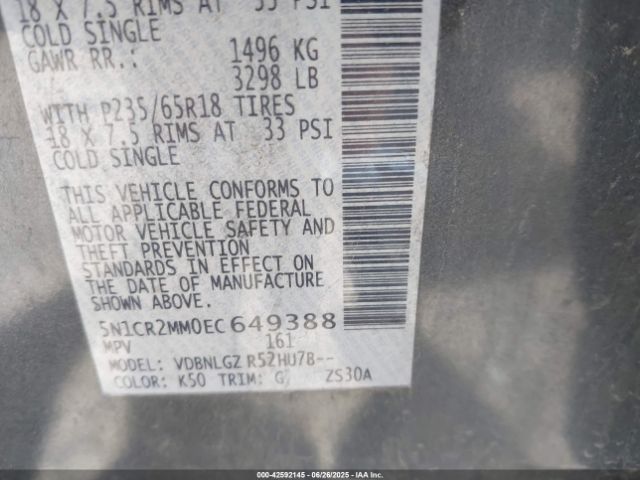 18 X 7.5 RIMS AT 33 PSI
COLD SINGLE
GAWR RR.: 1496 KG
3298 LB
WITH P235/65R18 TIRES
18 X 7.5 RIMS AT 33 PSI
COLD SINGLE
THIS VEHICLE CONFORMS TO
ALL APPLICABLE FEDERAL
MOTOR VEHICLE SAFETY AND
THEFT PREVENTION
STANDARDS IN EFFECT ON
THE DATE OF MANUFACTURE
SHOWN ABOVE.
5N1CR2MM0EC649388
MPV 161
MODEL: VDBNLGZ R52HU7B--
COLOR: K50 TRIM: G ZS30A
000-42592145 - 06/26/2025 - IAA Inc.